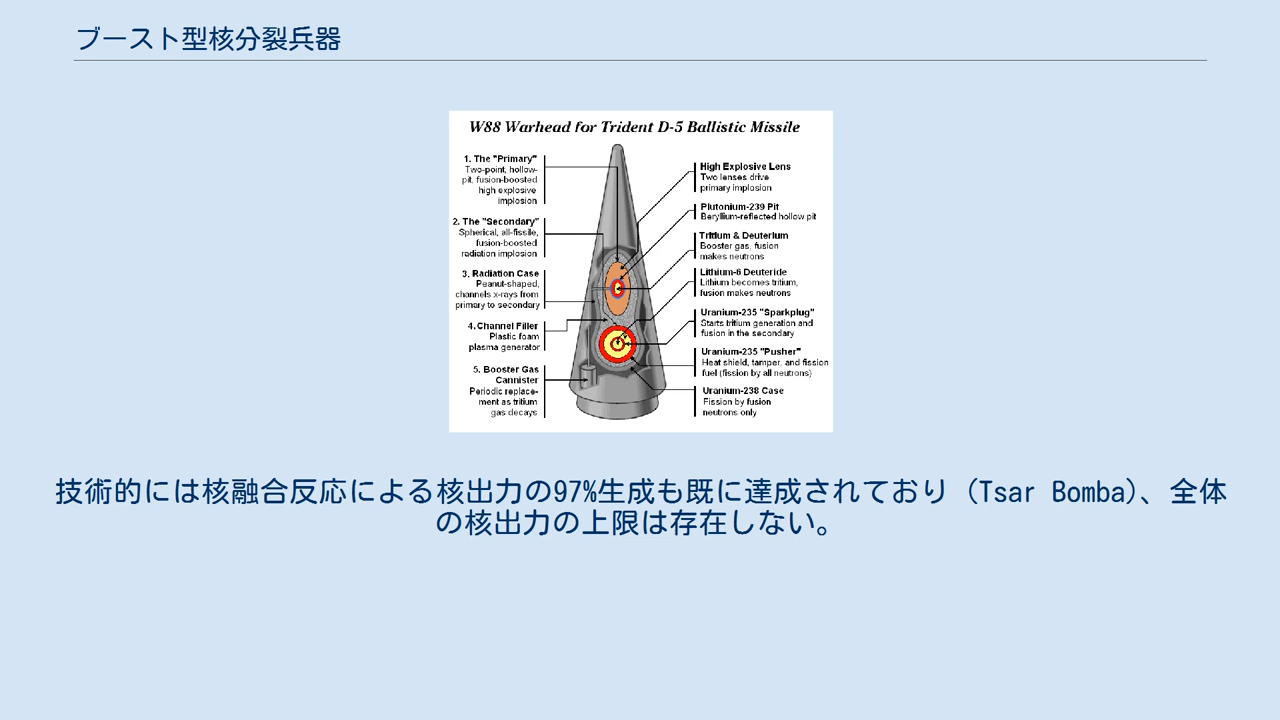 ブースト型核分裂兵器
W88 Warhead for Trident D-5 Ballistic Missile
1. The "Primary"
Two-point, hollow-
pit, fusion-boosted
high explosive
implosion
2. The "Secondary"
Spherical, all-fissile,
fusion-boosted
radiation implosion
3. Radiation Case
Peanut-shaped,
channels x-rays from
primary to secondary
4. Channel Filler
Plastic foam
plasma generator
5. Booster Gas
Cannister
Periodic replace-
ment as tritium
gas decays
High Explosive Lens
Two lenses drive
primary implosion
Plutonium-239 Pit
Beryllium-reflected hollow pit
Tritium & Deuterium
Booster gas, fusion
makes neutrons
Lithium-6 Deuteride
Lithium becomes tritium,
fusion makes neutrons
Uranium-235 "Sparkplug"
Starts tritium generation and
fusion in the secondary
Uranium-235 "Pusher"
Heat shield, tamper, and fission
fuel (fission by all neutrons)
Uranium-238 Case
Fission by fusion
neutrons only
技術的には核融合反応による核出力の97%生成も既に達成されており (Tsar Bomba)、全体
の核出力の上限は存在しない。